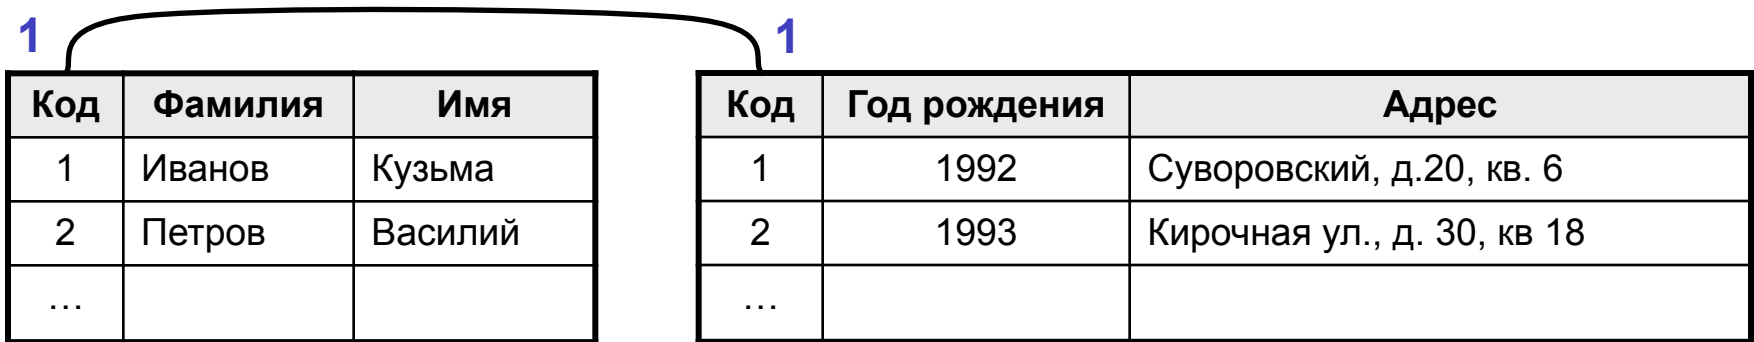 1 1
Код Фамилия Имя Код Год рождения Адрес
1 Иванов Кузьма 1 1992 Суворовский, д.20, кв. 6
2 Петров Василий 2 1993 Кирочная ул., д. 30, кв 18
… …